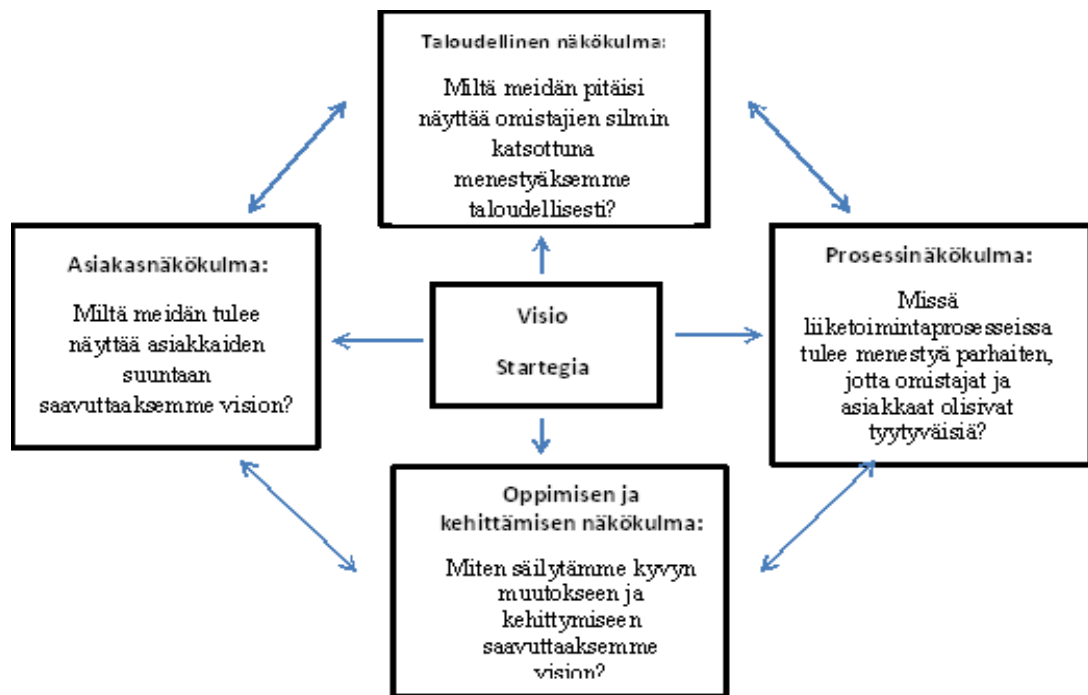 Taloudellinen näkökulma:
Miltä meidän pitäisi
näyttää omistajien silmin
katsottuna
menestyäksemme
taloudellisesti?
Asiakasnäkökulma:
Miltä meidän tulee
näyttää asiakkaiden
suuntaan
saavuttaaksemme vision?
Visio
Startegia
Prosessinäkökulma:
Missä
liiketoimintaprosesseissa
tulee menestyä parhaiten,
jotta omistajat ja
asiakkaat olisivat
tyytyväisiä?
Oppimisen ja
kehittämisen näkökulma:
Miten säilytämme kyvyn
muutokseen ja
kehittymiseen
saavuttaaksemme
vision?